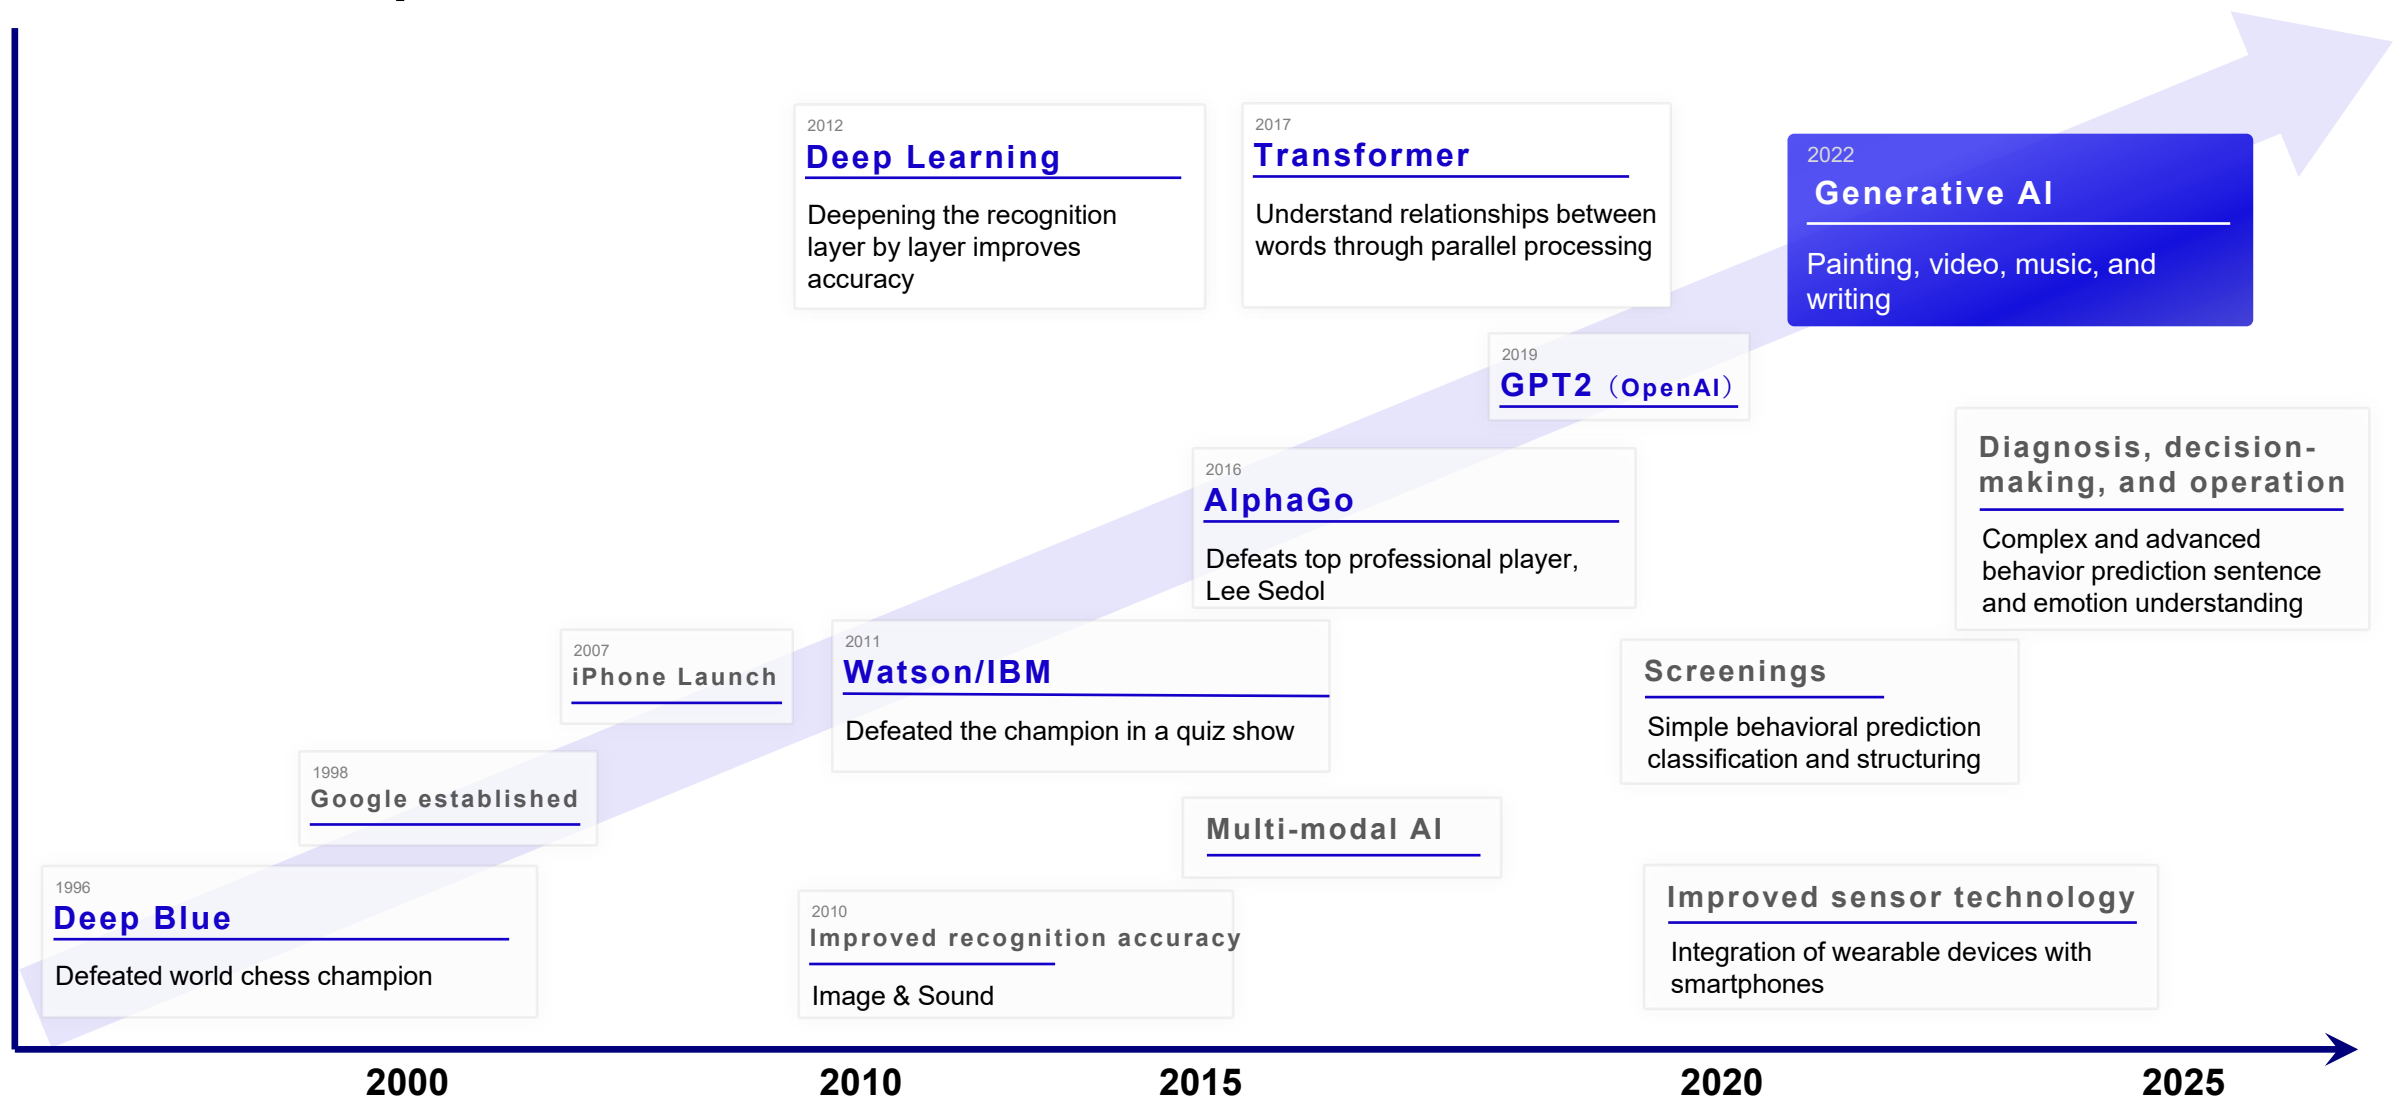 2012
Deep Learning
Deepening the recognition
layer by layer improves
accuracy
2017
Transformer
Understand relationships between
words through parallel processing
2022
Generative AI
Painting, video, music, and
writing
2019
GPT2（OpenAI）
2016
AlphaGo
Defeats top professional player,
Lee Sedol
Diagnosis, decision-
making, and operation
Complex and advanced
behavior prediction sentence
and emotion understanding
2007
iPhone Launch
2011
Watson/IBM
Defeated the champion in a quiz show
Screenings
Simple behavioral prediction
classification and structuring
1998
Google established
Multi-modal AI
1996
Deep Blue
Defeated world chess champion
2010
Improved recognition accuracy
Image & Sound
Improved sensor technology
Integration of wearable devices with
smartphones
2000
2010
2015
2020
2025